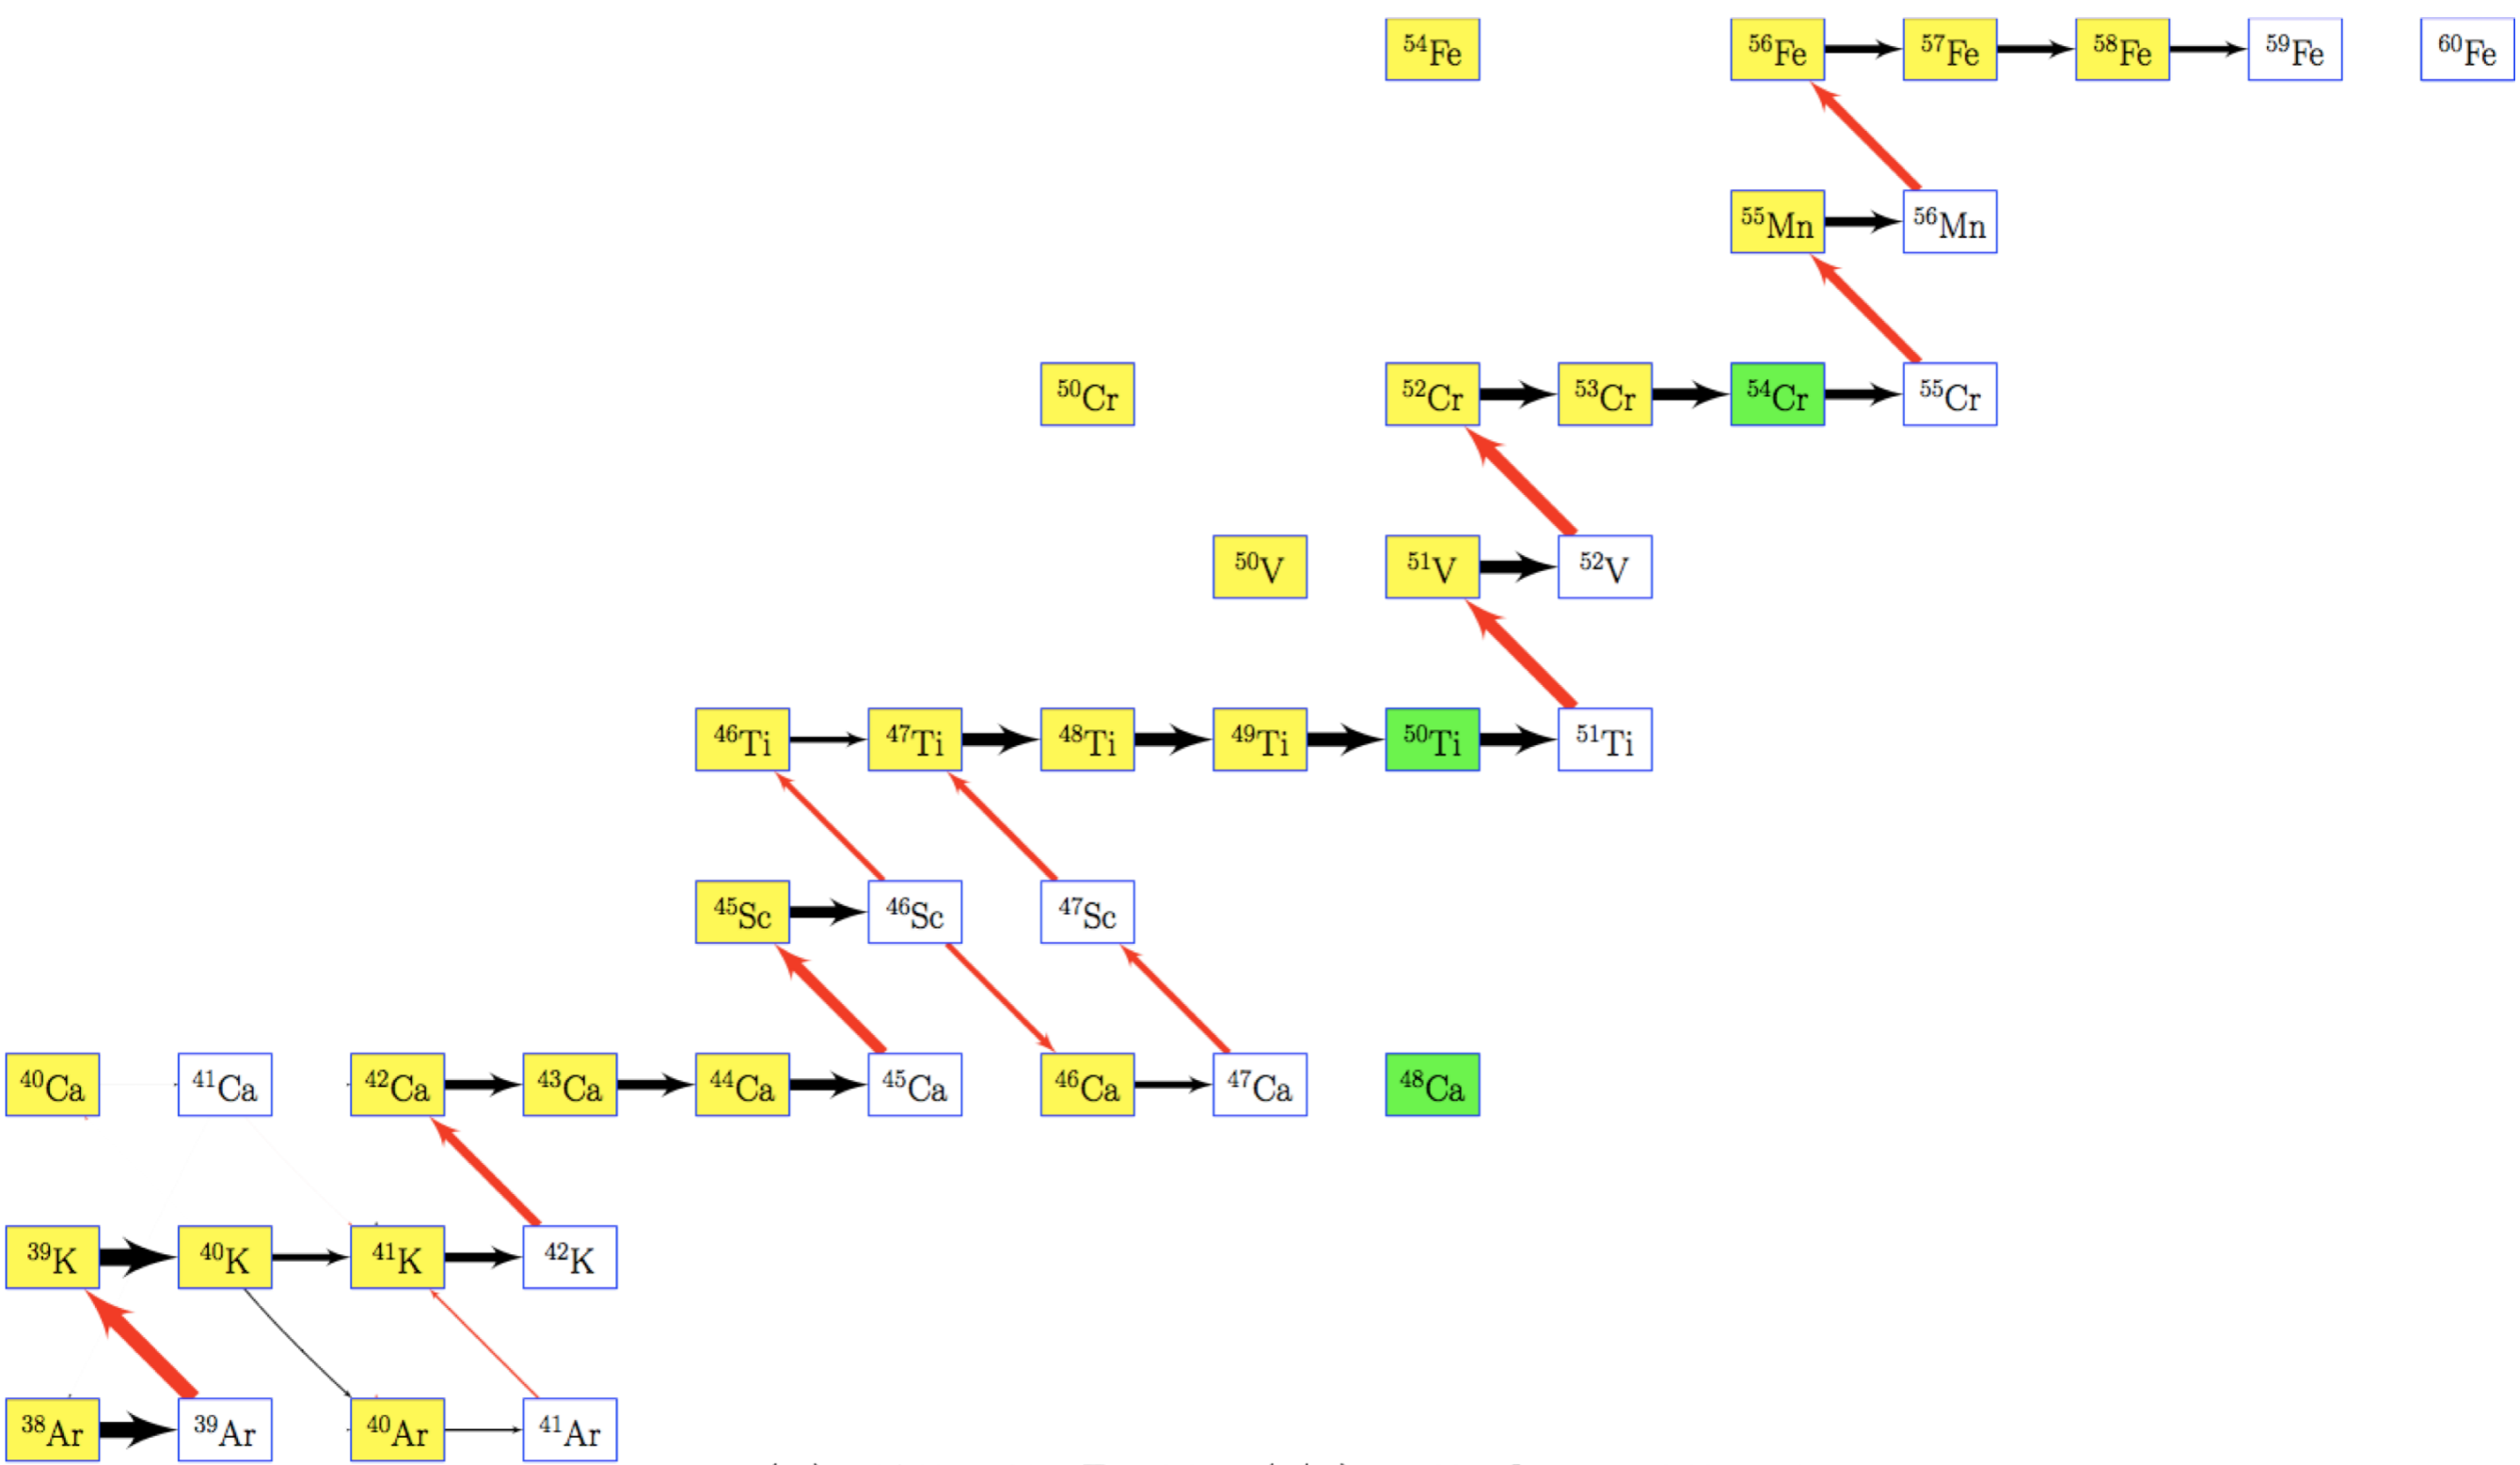 ⁵⁴Fe ⁵⁶Fe ⁵⁷Fe ⁵⁸Fe ⁵⁹Fe ⁶⁰Fe
⁵⁵Mn ⁵⁶Mn
⁵⁰Cr ⁵²Cr ⁵³Cr ⁵⁴Cr ⁵⁵Cr
⁵⁰V ⁵¹V ⁵²V
⁴⁶Ti ⁴⁷Ti ⁴⁸Ti ⁴⁹Ti ⁵⁰Ti ⁵¹Ti
⁴⁵Sc ⁴⁶Sc ⁴⁷Sc
⁴⁰Ca ⁴¹Ca ⁴²Ca ⁴³Ca ⁴⁴Ca ⁴⁵Ca ⁴⁶Ca ⁴⁷Ca ⁴⁸Ca
³⁹K ⁴⁰K ⁴¹K ⁴²K
³⁸Ar ³⁹Ar ⁴⁰Ar ⁴¹Ar